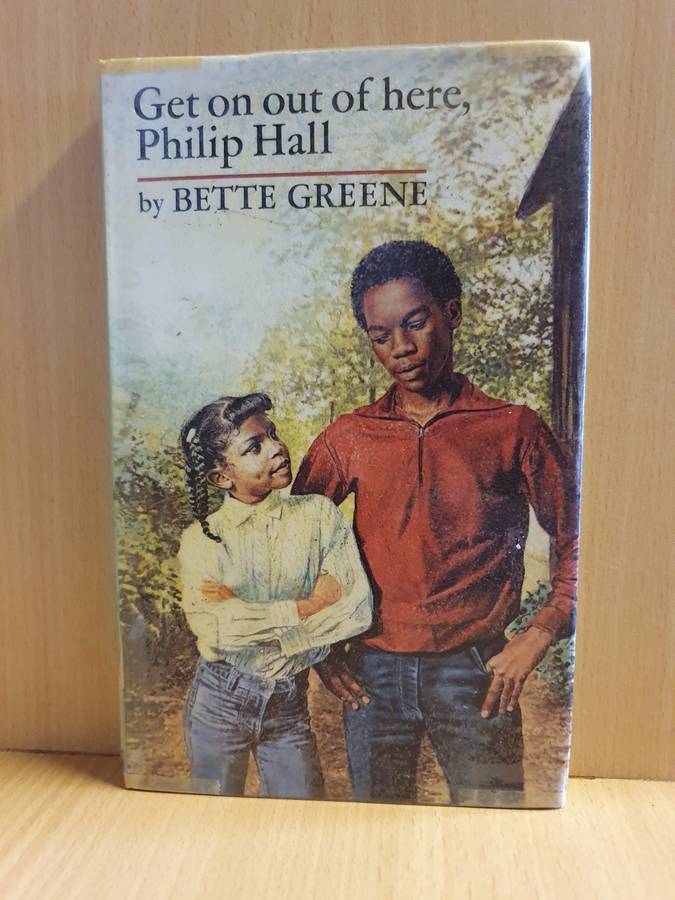 Get on out of here,
Philip Hall
by BETTE GREENE